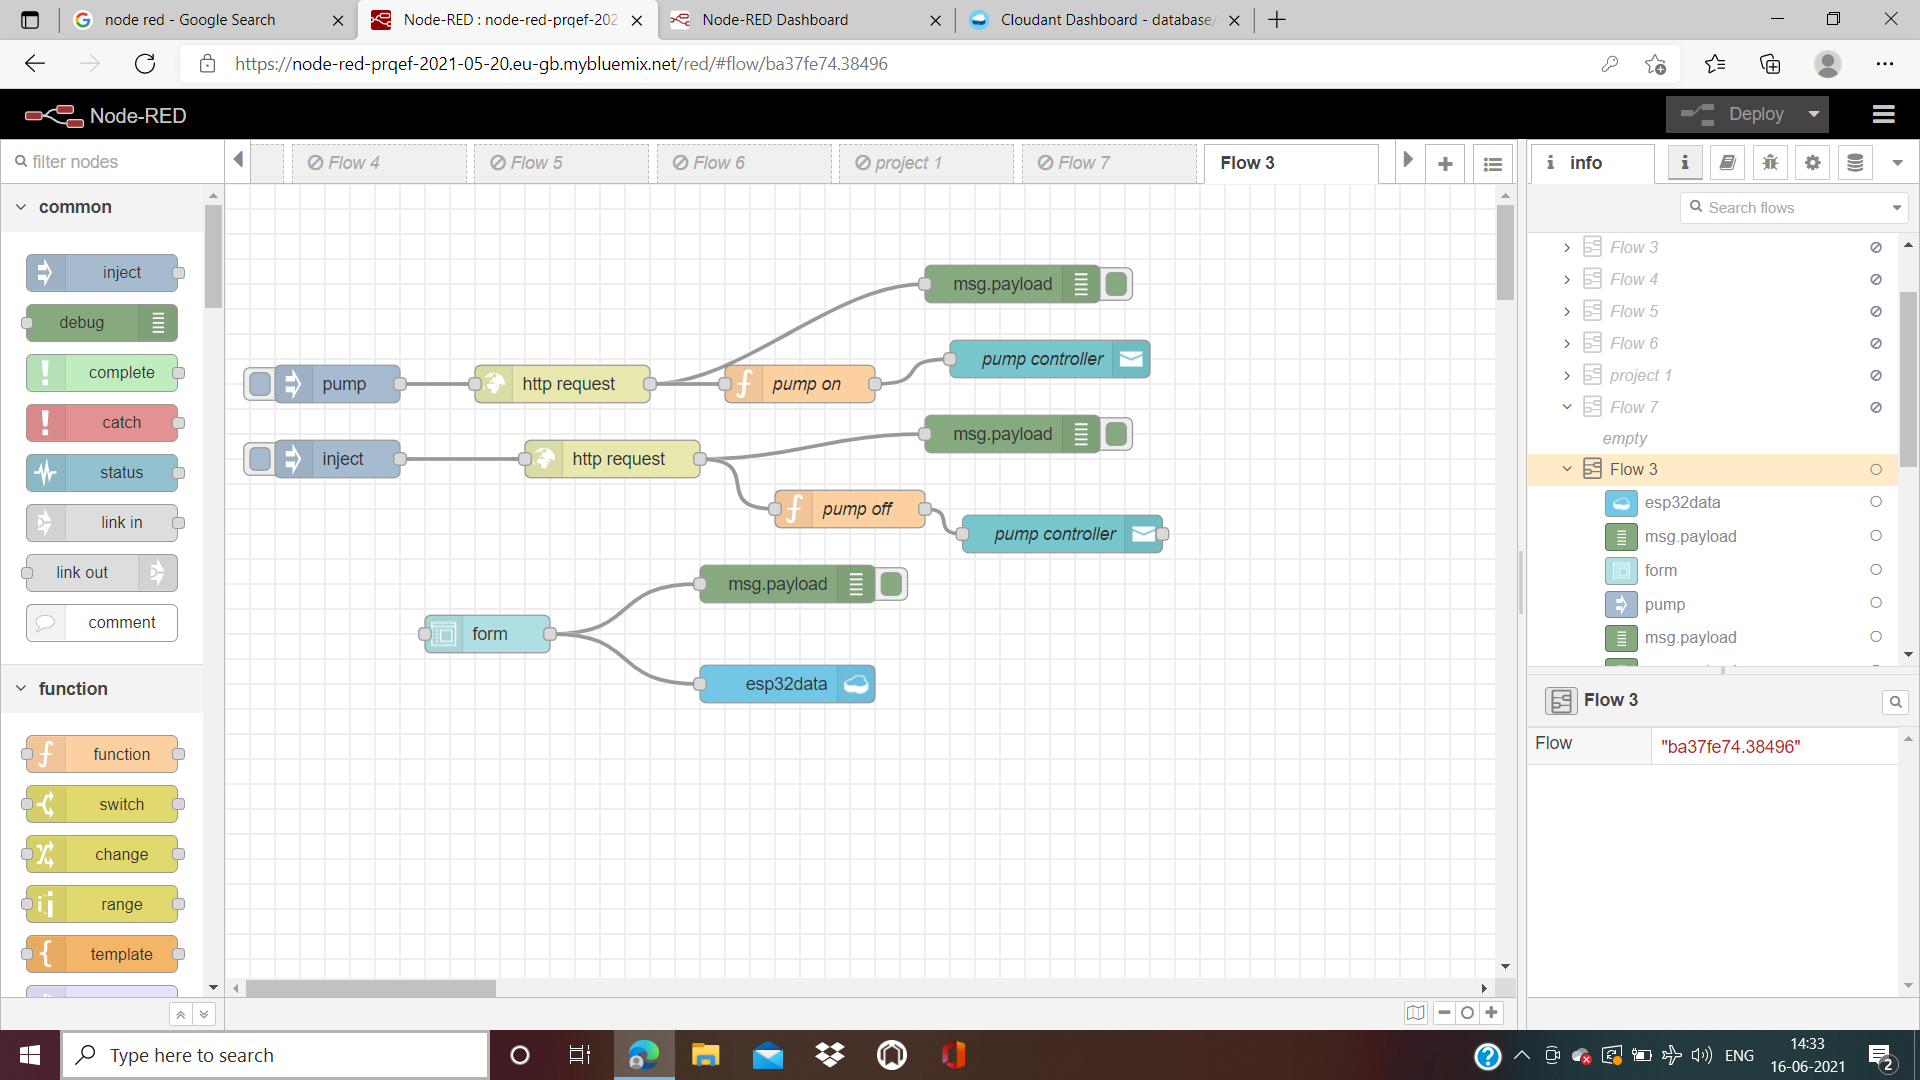 node red - Google Search
Node-RED : node-red-prqef-202
Node-RED Dashboard
Cloudant Dashboard - database/
https://node-red-prqef-2021-05-20.eu-gb.mybluemix.net/red/#flow/ba37fe74.38496
Node-RED
Deploy
filter nodes
Flow 4
Flow 5
Flow 6
project 1
Flow 7
Flow 3
i info
Search flows
common
inject
debug
complete
catch
status
link in
link out
comment
function
function
switch
change
range
template
msg.payload
pump controller
pump
http request
pump on
msg.payload
inject
http request
pump off
pump controller
msg.payload
form
esp32data
Flow 3
Flow 4
Flow 5
Flow 6
project 1
Flow 7
empty
Flow 3
esp32data
msg.payload
form
pump
msg.payload
Flow 3
Flow
"ba37fe74.38496"
Type here to search
ENG
14:33
16-06-2021
2